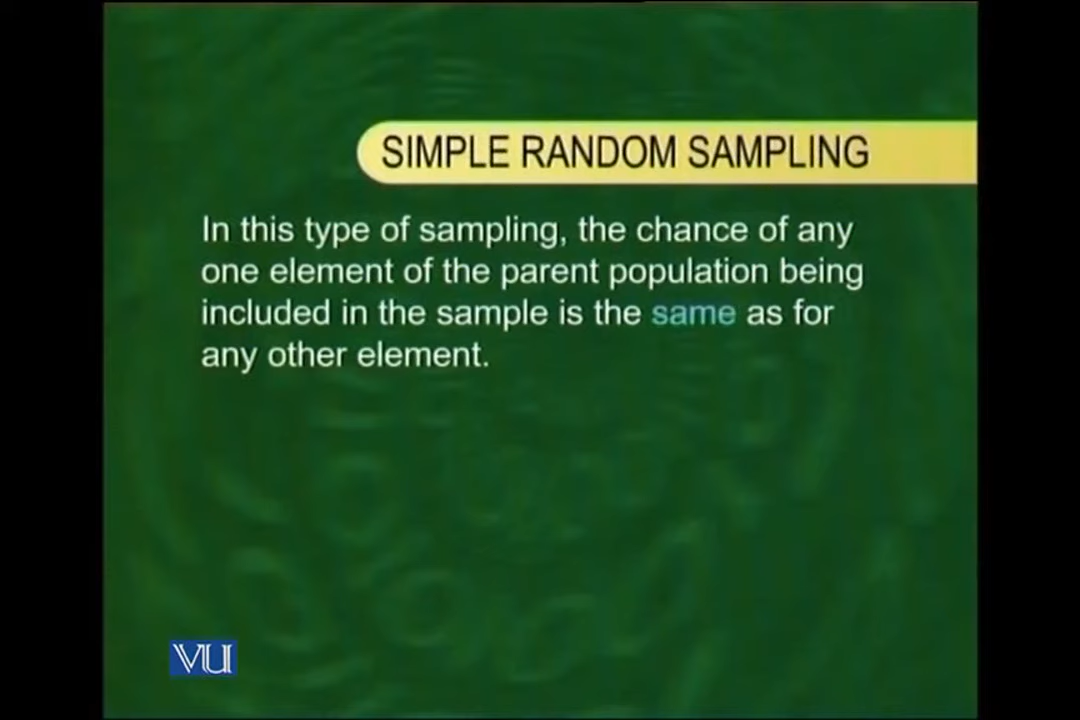 SIMPLE RANDOM SAMPLING
In this type of sampling, the chance of any
one element of the parent population being
included in the sample is the same as for
any other element.
VU